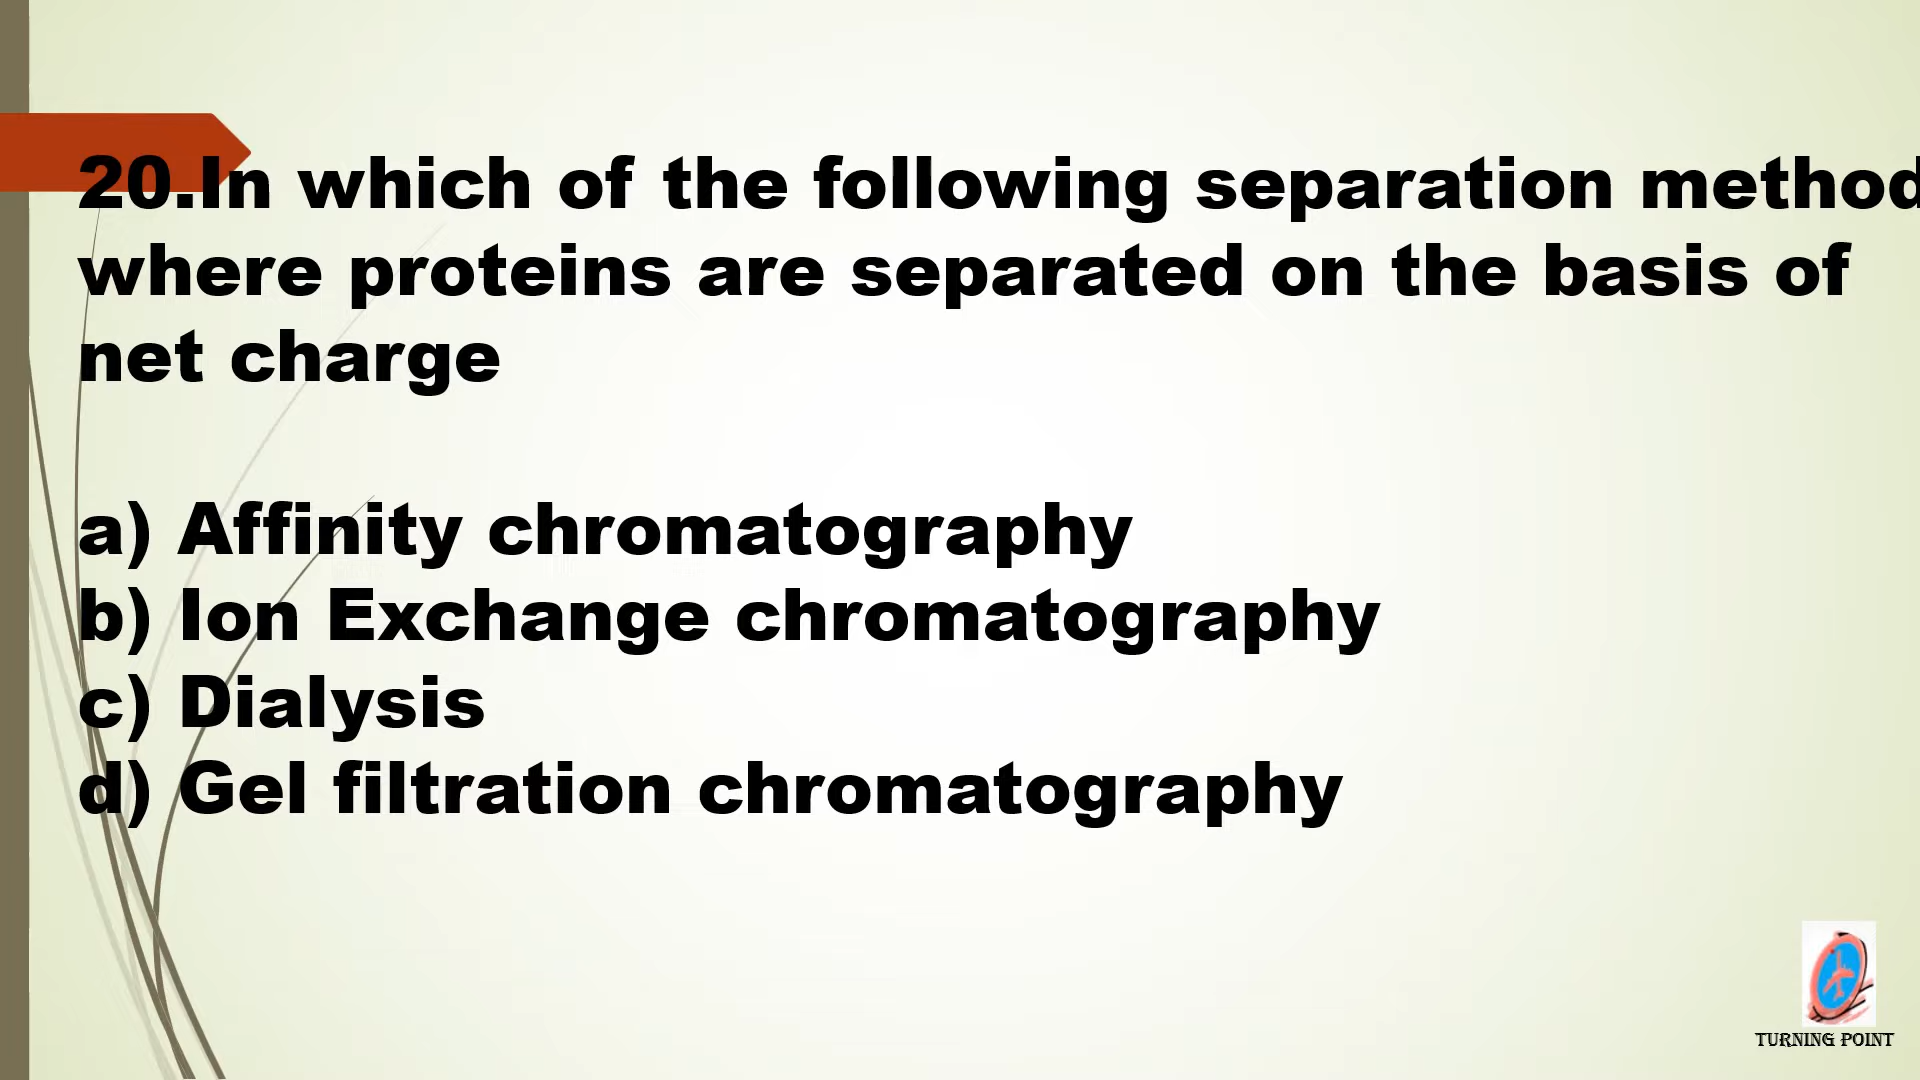 20.In which of the following separation method
where proteins are separated on the basis of
net charge
a) Affinity chromatography
b) Ion Exchange chromatography
c) Dialysis
d) Gel filtration chromatography
TURNING POINT